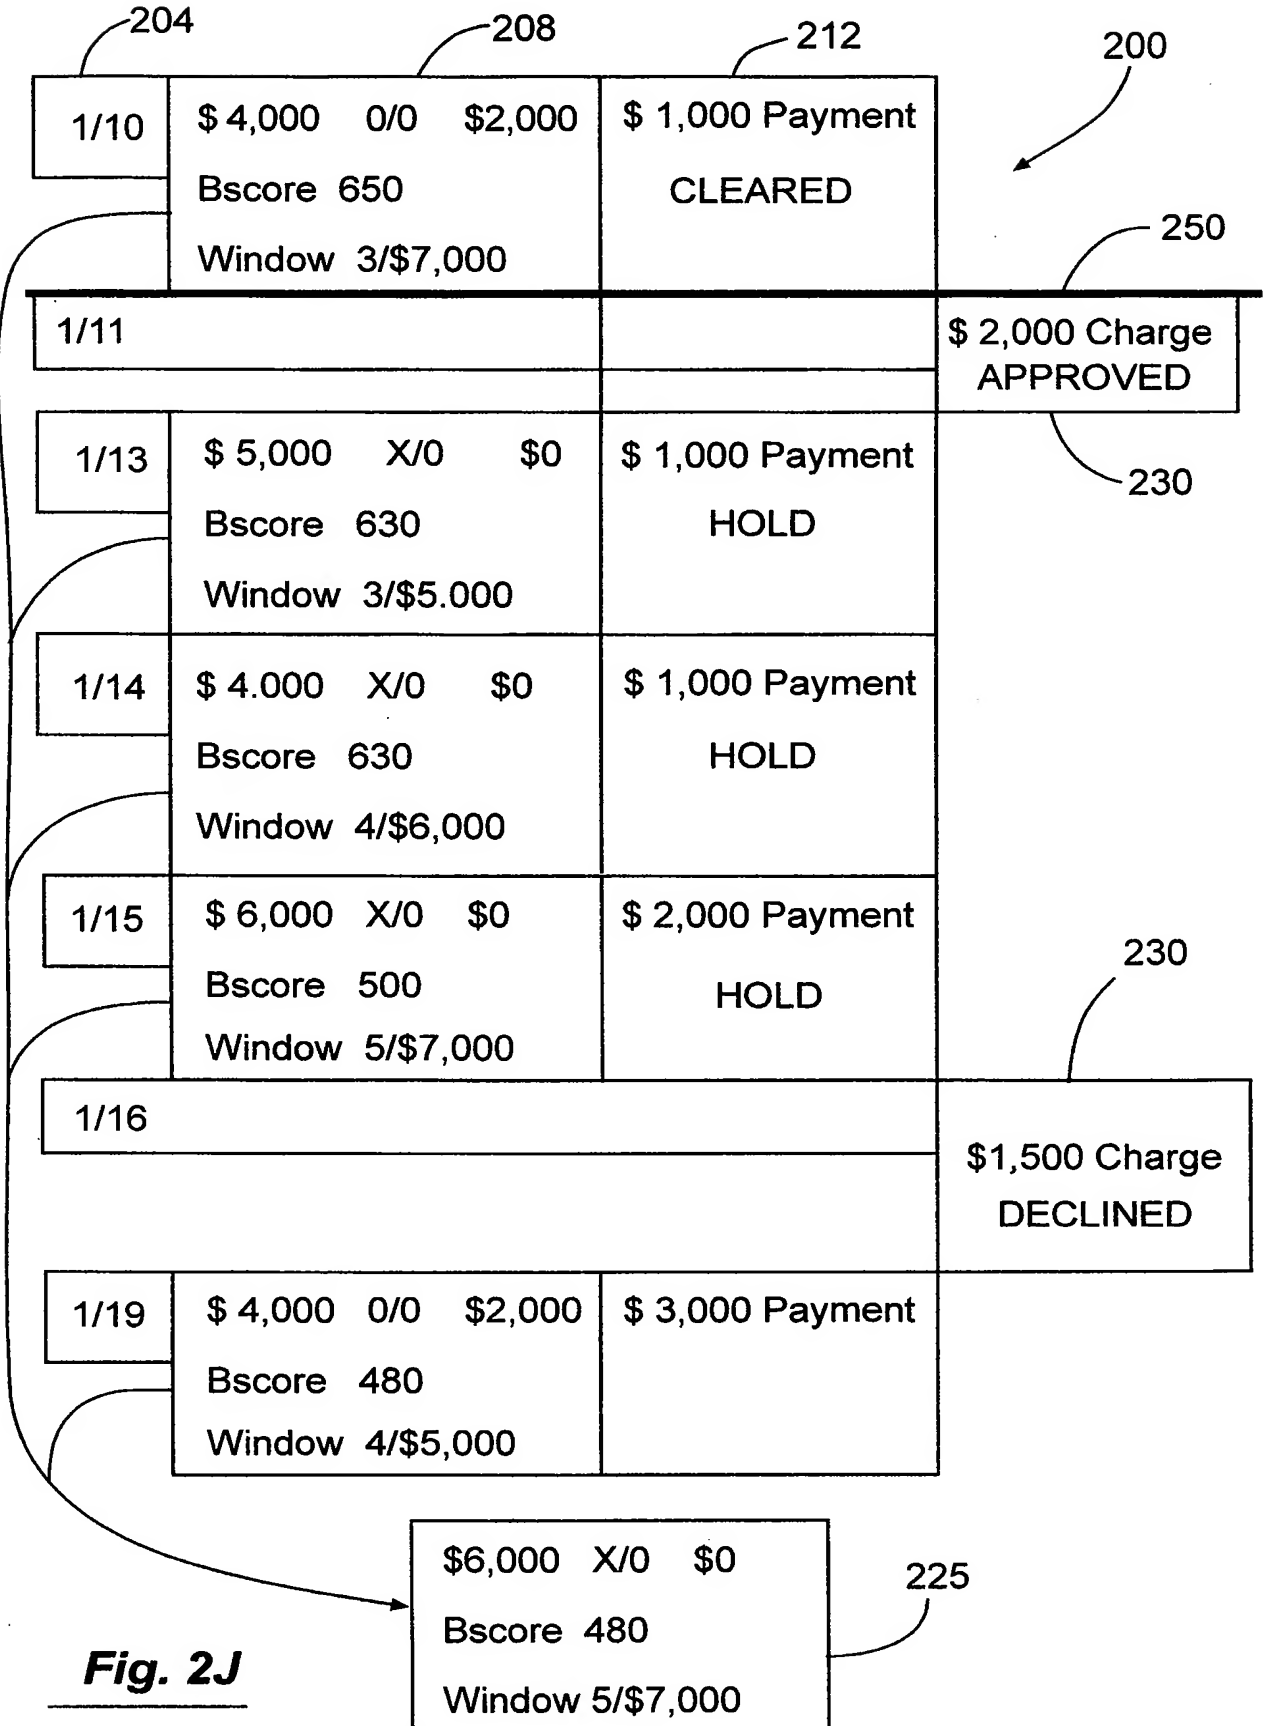 204
208
212
200
1/10
$ 4,000 0/0 $2,000
$ 1,000 Payment
Bscore 650
CLEARED
Window 3/$7,000
250
1/11
$ 2,000 Charge
APPROVED
230
1/13
$ 5,000 X/0 $0
$ 1,000 Payment
Bscore 630
HOLD
Window 3/$5.000
1/14
$ 4.000 X/0 $0
$ 1,000 Payment
Bscore 630
HOLD
Window 4/$6,000
1/15
$ 6,000 X/0 $0
$ 2,000 Payment
Bscore 500
HOLD
Window 5/$7,000
230
1/16
$1,500 Charge
DECLINED
1/19
$ 4,000 0/0 $2,000
$ 3,000 Payment
Bscore 480
Window 4/$5,000
$6,000 X/0 $0
Bscore 480
Window 5/$7,000
225
Fig. 2J